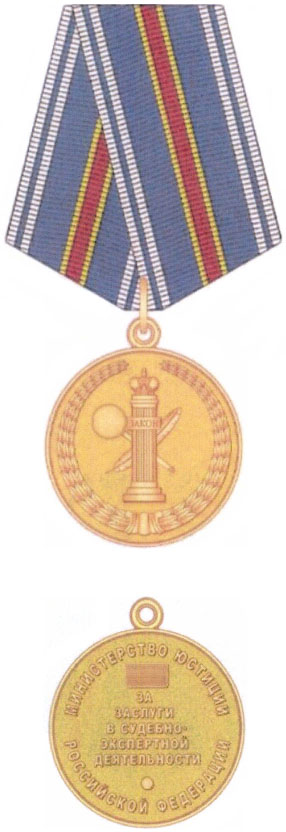 ЗАКОН
МИНИСТЕРСТВО ЮСТИЦИИ
ЗА
ЗАСЛУГИ
В СУДЕБНО-
ЭКСПЕРТНОЙ
ДЕЯТЕЛЬНОСТИ
РОССИЙСКОЙ ФЕДЕРАЦИИ